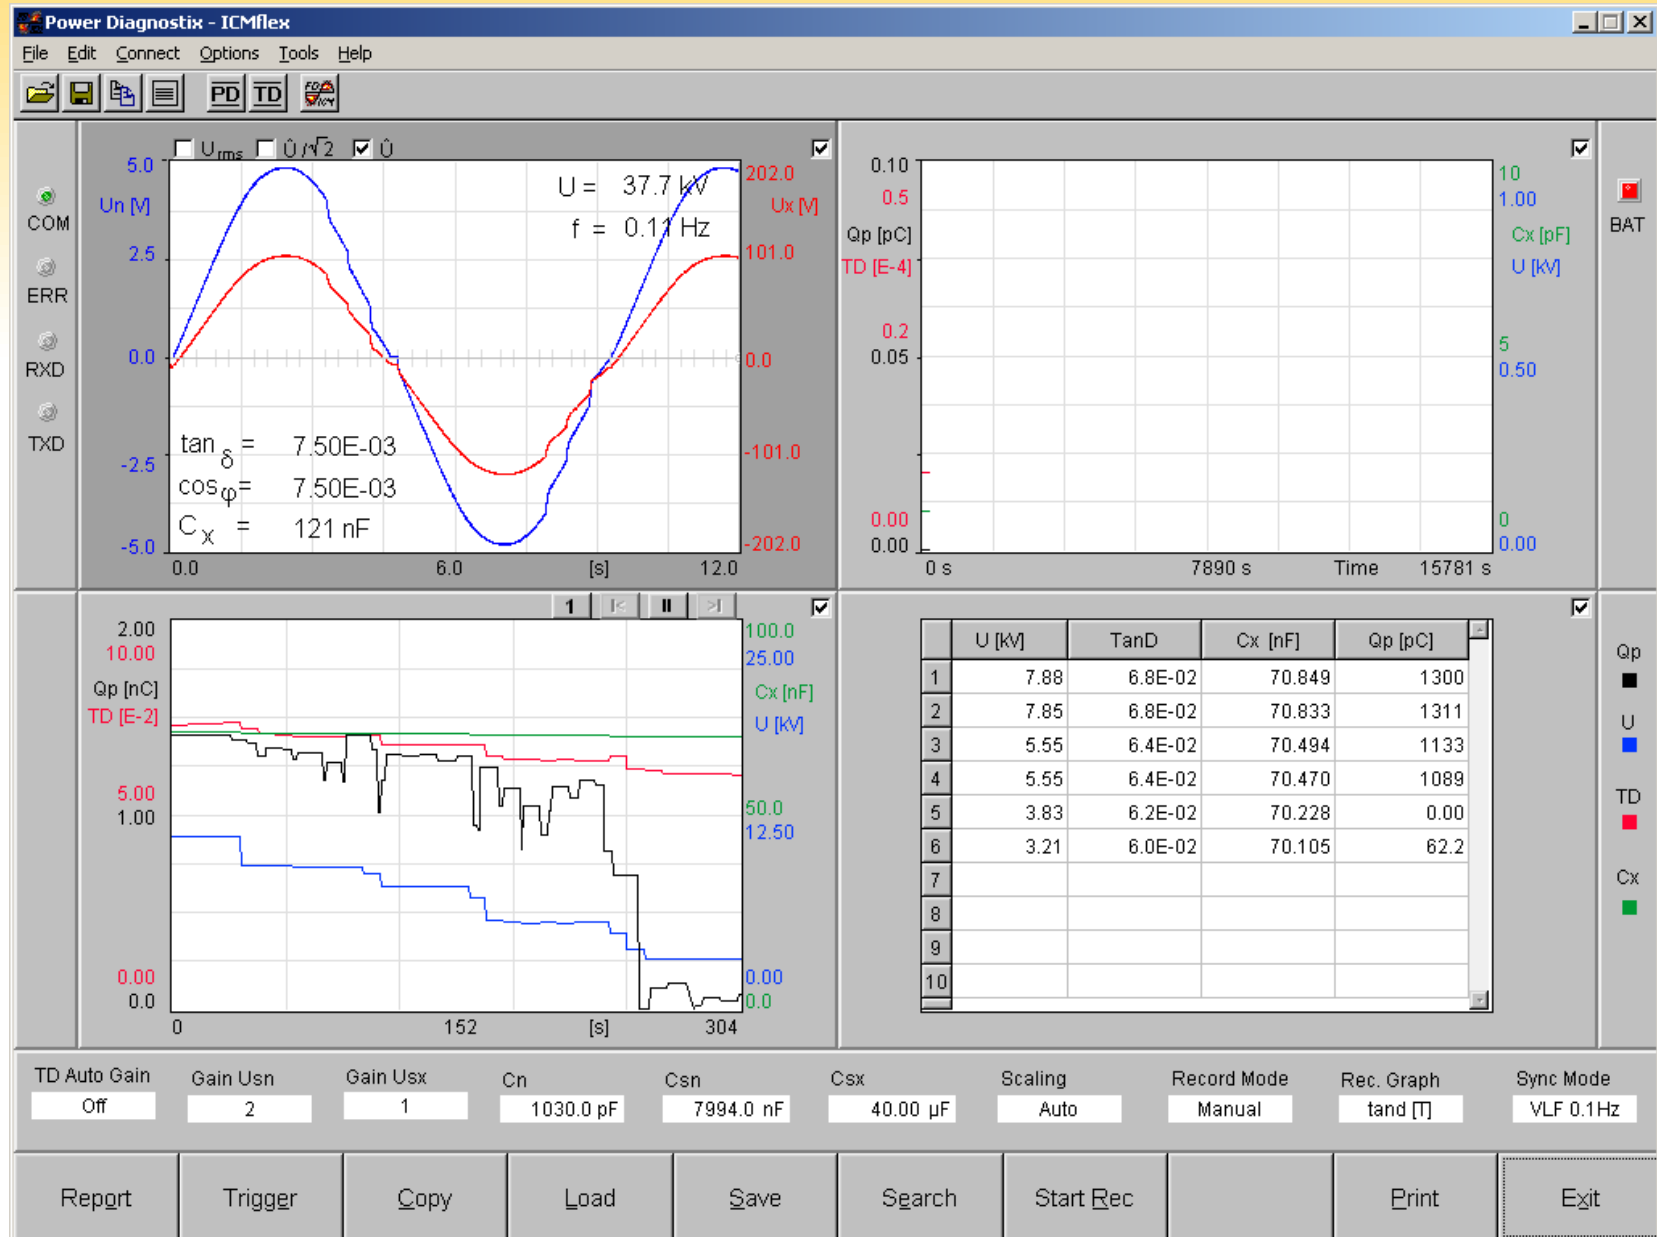 Power Diagnostix - ICMflex
File Edit Connect Options Tools Help
PD TD
COM
ERR
RXD
TXD
Urms Û/√2 Û
5.0
Un [V]
2.5
0.0
-2.5
-5.0
U = 37.7 kV
f = 0.11 Hz
tan δ = 7.50E-03
cos φ = 7.50E-03
C X = 121 nF
202.0
Ux [V]
101.0
0.0
-101.0
-202.0
0.0 6.0 [s] 12.0
0.10
0.5
Qp [pC]
TD [E-4]
0.2
0.05
0.00
0.00
10
1.00
Cx [pF]
U [kV]
5
0.50
0
0.00
0 s 7890 s Time 15781 s
BAT
1
2.00
10.00
Qp [nC]
TD [E-2]
5.00
1.00
0.00
0.0
100.0
25.00
Cx [nF]
U [kV]
50.0
12.50
0.00
0.0
0 152 [s] 304
U [kV] TanD Cx [nF] Qp [pC]
1 7.88 6.8E-02 70.849 1300
2 7.85 6.8E-02 70.833 1311
3 5.55 6.4E-02 70.494 1133
4 5.55 6.4E-02 70.470 1089
5 3.83 6.2E-02 70.228 0.00
6 3.21 6.0E-02 70.105 62.2
7
8
9
10
Qp
U
TD
Cx
TD Auto Gain Gain Usn Gain Usx Cn Csn Csx Scaling Record Mode Rec. Graph Sync Mode
Off 2 1 1030.0 pF 7994.0 nF 40.00 µF Auto Manual tand [T] VLF 0.1Hz
Report Trigger Copy Load Save Search Start Rec Print Exit